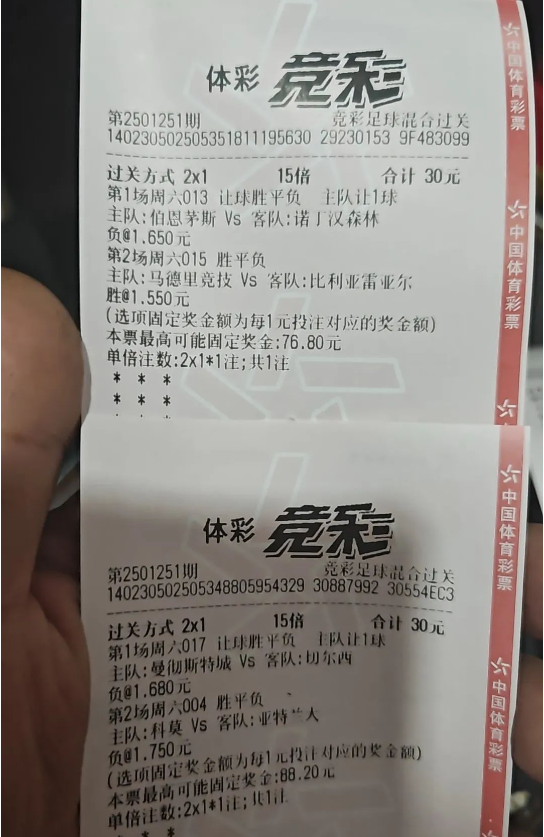 体彩 竞彩
第2501251期 竞彩足球混合过关
140230502505351811195630 29230153 9F483099
过关方式 2x1 15倍 合计 30元
第1场周六013 让球胜平负 主队让1球
主队:伯恩茅斯 Vs 客队:诺丁汉森林
负@1.650元
第2场周六015 胜平负
主队:马德里竞技 Vs 客队:比利亚雷亚尔
胜@1.550元
(选项固定奖金额为每1元投注对应的奖金额)
本票最高可能固定奖金:76.80元
单倍注数:2x1*1注;共1注
* * *
* * *
中国体育彩票
中国体育彩票
体彩 竞彩
第2501251期 竞彩足球混合过关
140230502505348805954329 30887992 30554EC3
过关方式 2x1 15倍 合计 30元
第1场周六017 让球胜平负 主队让1球
主队:曼彻斯特城 Vs 客队:切尔西
负@1.680元
第2场周六004 胜平负
主队:科莫 Vs 客队:亚特兰大
负@1.750元
(选项固定奖金额为每1元投注对应的奖金额)
本票最高可能固定奖金:88.20元
单倍注数:2x1*1注;共1注
* * *
中国体育彩票
中国体育彩票